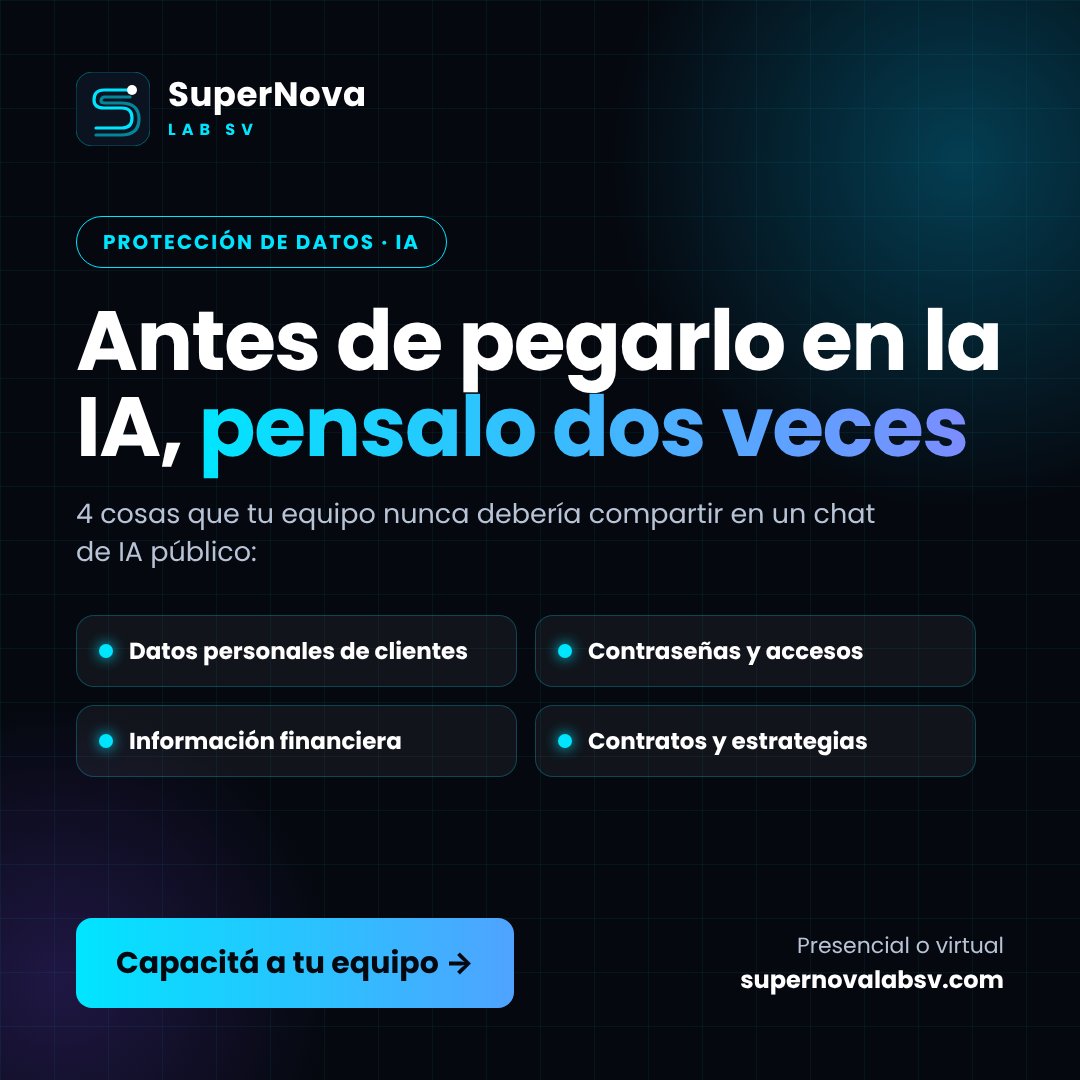 SuperNova
LAB SV
PROTECCIÓN DE DATOS · IA
Antes de pegarlo en la
IA, pensalo dos veces
4 cosas que tu equipo nunca debería compartir en un chat
de IA público:
Datos personales de clientes
Contraseñas y accesos
Información financiera
Contratos y estrategias
Capacitá a tu equipo →
Presencial o virtual
supernovalabsv.com